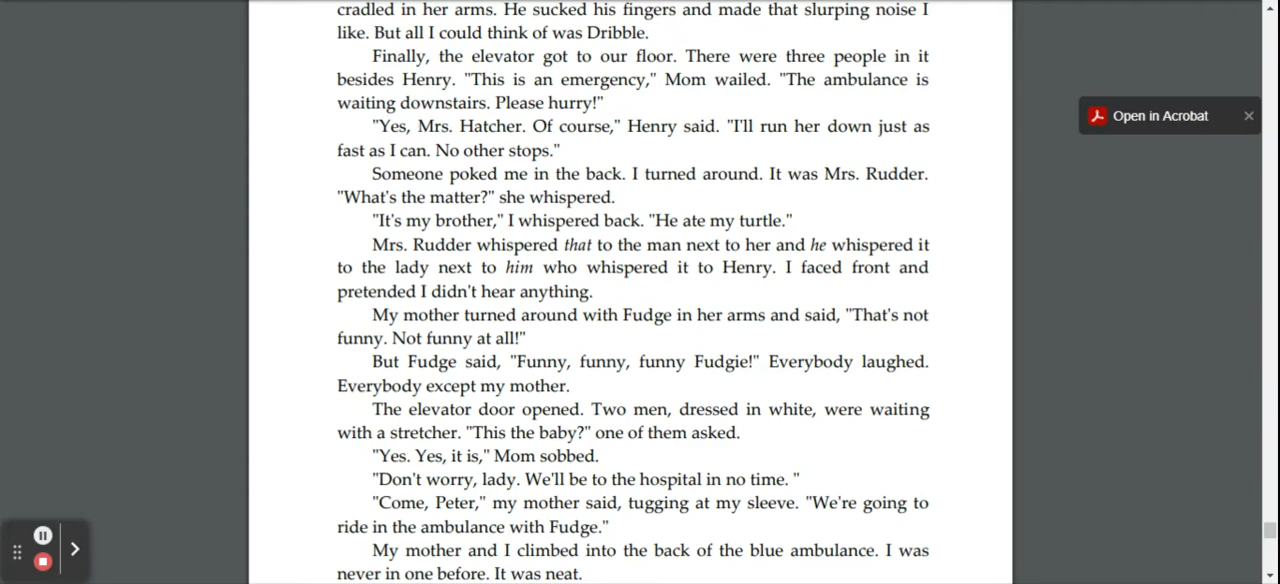 cradled in her arms. He sucked his fingers and made that slurping noise I
like. But all I could think of was Dribble.
Finally, the elevator got to our floor. There were three people in it
besides Henry. "This is an emergency," Mom wailed. "The ambulance is
waiting downstairs. Please hurry!"
"Yes, Mrs. Hatcher. Of course," Henry said. "I'll run her down just as
fast as I can. No other stops."
Someone poked me in the back. I turned around. It was Mrs. Rudder.
"What's the matter?" she whispered.
"It's my brother," I whispered back. "He ate my turtle."
Mrs. Rudder whispered that to the man next to her and he whispered it
to the lady next to him who whispered it to Henry. I faced front and
pretended I didn't hear anything.
My mother turned around with Fudge in her arms and said, "That's not
funny. Not funny at all!"
But Fudge said, "Funny, funny, funny Fudgie!" Everybody laughed.
Everybody except my mother.
The elevator door opened. Two men, dressed in white, were waiting
with a stretcher. "This the baby?" one of them asked.
"Yes. Yes, it is," Mom sobbed.
"Don't worry, lady. We'll be to the hospital in no time. "
"Come, Peter," my mother said, tugging at my sleeve. "We're going to
ride in the ambulance with Fudge."
My mother and I climbed into the back of the blue ambulance. I was
never in one before. It was neat.
Open in Acrobat